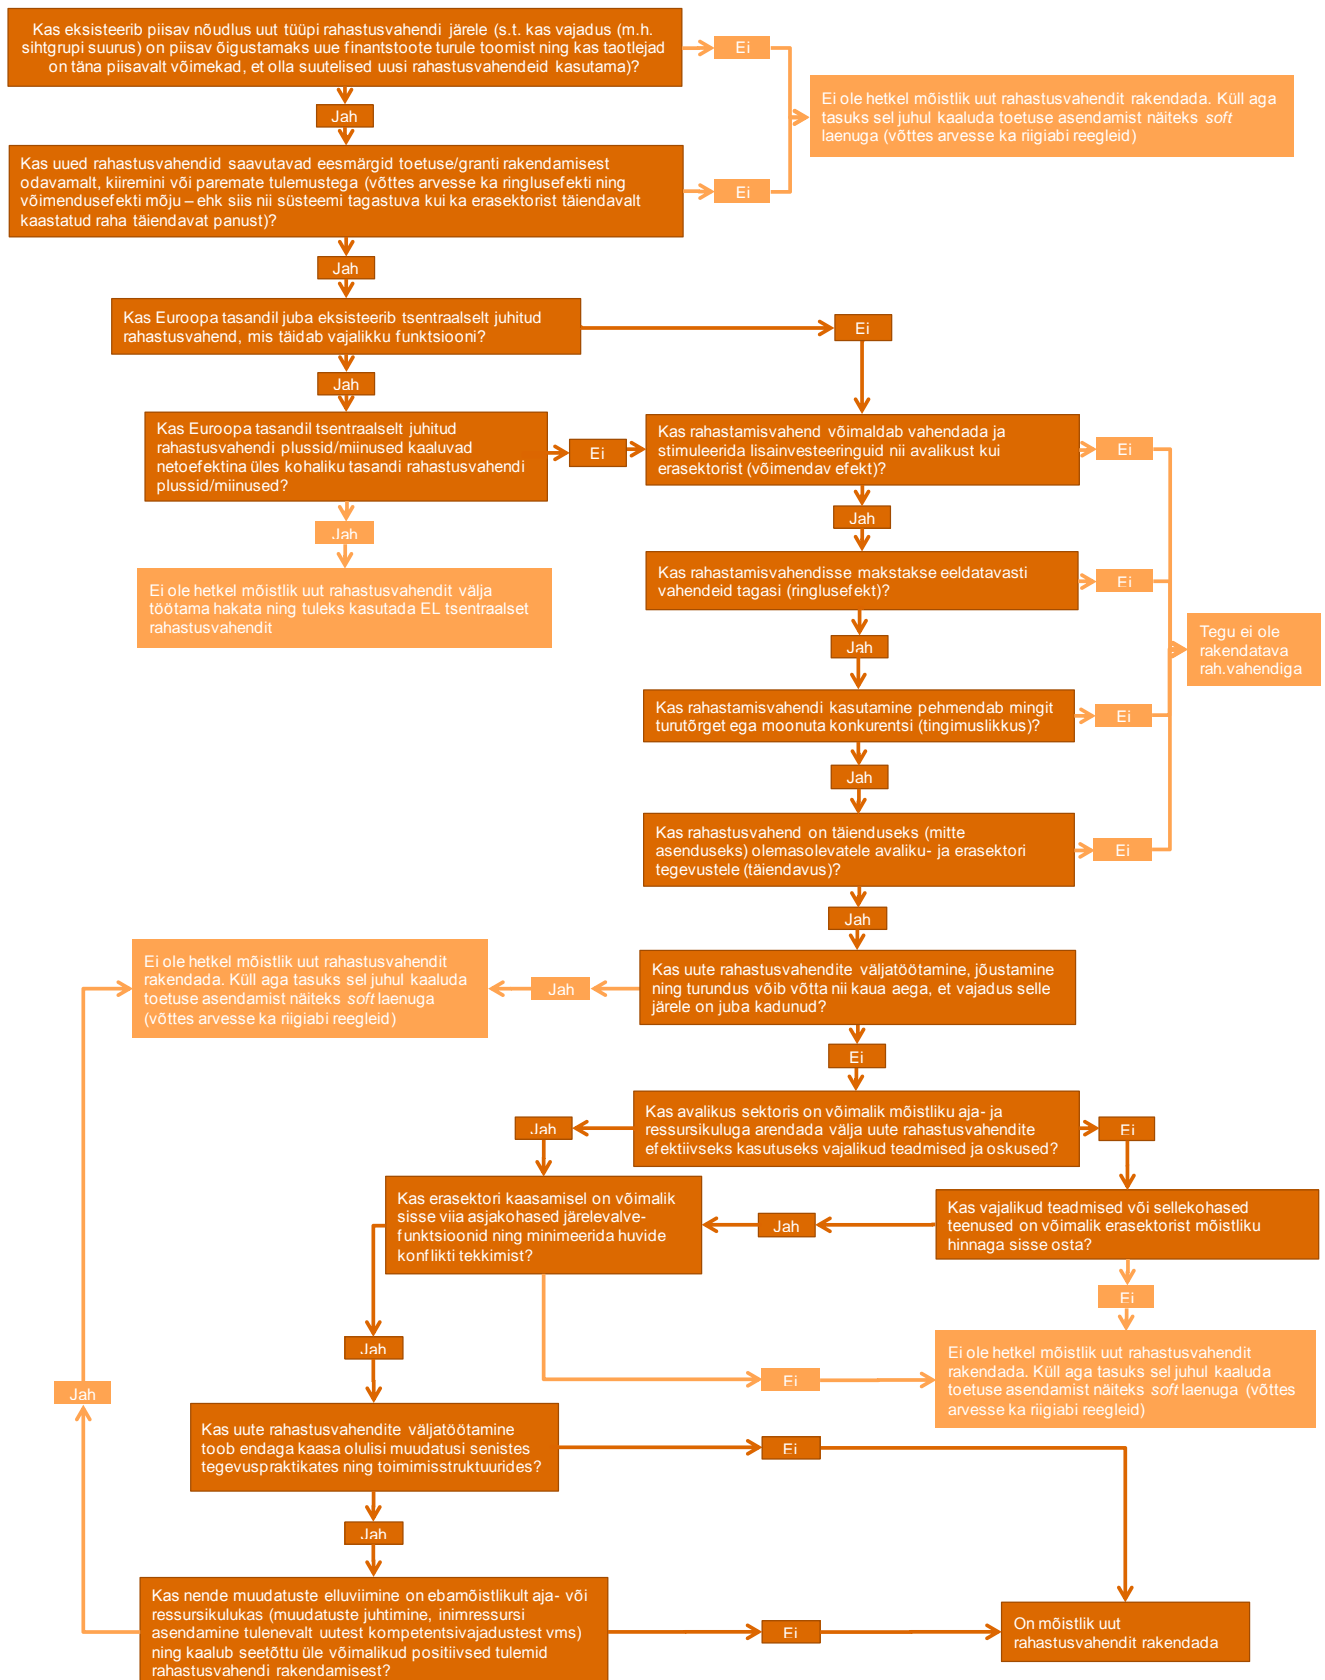 Kas eksisteerib piisav nõudlus uut tüüpi rahastusvahendi järele (s.t. kas vajadus (m.h.
sihtgrupi suurus) on piisav õigustamaks uue finantstoote turule toomist ning kas taotlejad
on täna piisavalt võimekad, et olla suutelised uusi rahastusvahendeid kasutama)?
Ei
Jah
Ei ole hetkel mõistlik uut rahastusvahendit rakendada. Küll aga
tasuks sel juhul kaaluda toetuse asendamist näiteks soft
laenuga (võttes arvesse ka riigiabi reegleid)
Kas uued rahastusvahendid saavutavad eesmärgid toetuse/granti rakendamisest
odavamalt, kiiremini või paremate tulemustega (võttes arvesse ka ringlusefekti ning
võimendusefekti mõju – ehk siis nii süsteemi tagastuva kui ka erasektorist täiendavalt
kaastatud raha täiendavat panust)?
Ei
Jah
Kas Euroopa tasandil juba eksisteerib tsentraalselt juhitud
rahastusvahend, mis täidab vajalikku funktsiooni?
Ei
Jah
Kas Euroopa tasandil tsentraalselt juhitud
rahastusvahendi plussid/miinused kaaluvad
netoefektina üles kohaliku tasandi rahastusvahendi
plussid/miinused?
Ei
Kas rahastamisvahend võimaldab vahendada ja
stimuleerida lisainvesteeringuid nii avalikust kui
erasektorist (võimendav efekt)?
Ei
Jah
Jah
Ei ole hetkel mõistlik uut rahastusvahendit välja
töötama hakata ning tuleks kasutada EL tsentraalset
rahastusvahendit
Kas rahastamisvahendisse makstakse eeldatavasti
vahendeid tagasi (ringlusefekt)?
Ei
Jah
Tegu ei ole
rakendatava
rah.vahendiga
Kas rahastamisvahendi kasutamine pehmendab mingit
turutõrget ega moonuta konkurentsi (tingimuslikkus)?
Ei
Jah
Kas rahastusvahend on täienduseks (mitte
asenduseks) olemasolevatele avaliku- ja erasektori
tegevustele (täiendavus)?
Ei
Jah
Ei ole hetkel mõistlik uut rahastusvahendit
rakendada. Küll aga tasuks sel juhul kaaluda
toetuse asendamist näiteks soft laenuga
(võttes arvesse ka riigiabi reegleid)
Jah
Kas uute rahastusvahendite väljatöötamine, jõustamine
ning turundus võib võtta nii kaua aega, et vajadus selle
järele on juba kadunud?
Ei
Kas avalikus sektoris on võimalik mõistliku aja- ja
ressursikuluga arendada välja uute rahastusvahendite
efektiivseks kasutuseks vajalikud teadmised ja oskused?
Jah
Ei
Kas erasektori kaasamisel on võimalik
sisse viia asjakohased järelevalve-
funktsioonid ning minimeerida huvide
konflikti tekkimist?
Jah
Kas vajalikud teadmised või sellekohased
teenused on võimalik erasektorist mõistliku
hinnaga sisse osta?
Ei
Jah
Ei
Ei ole hetkel mõistlik uut rahastusvahendit
rakendada. Küll aga tasuks sel juhul kaaluda
toetuse asendamist näiteks soft laenuga (võttes
arvesse ka riigiabi reegleid)
Jah
Kas uute rahastusvahendite väljatöötamine
toob endaga kaasa olulisi muudatusi senistes
tegevuspraktikates ning toimimisstruktuurides?
Ei
Jah
Kas nende muudatuste elluviimine on ebamõistlikult aja- või
ressursikulukas (muudatuste juhtimine, inimressursi
asendamine tulenevalt uutest kompetentsivajadustest vms)
ning kaalub seetõttu üle võimalikud positiivsed tulemid
rahastusvahendi rakendamisest?
Ei
On mõistlik uut
rahastusvahendit rakendada